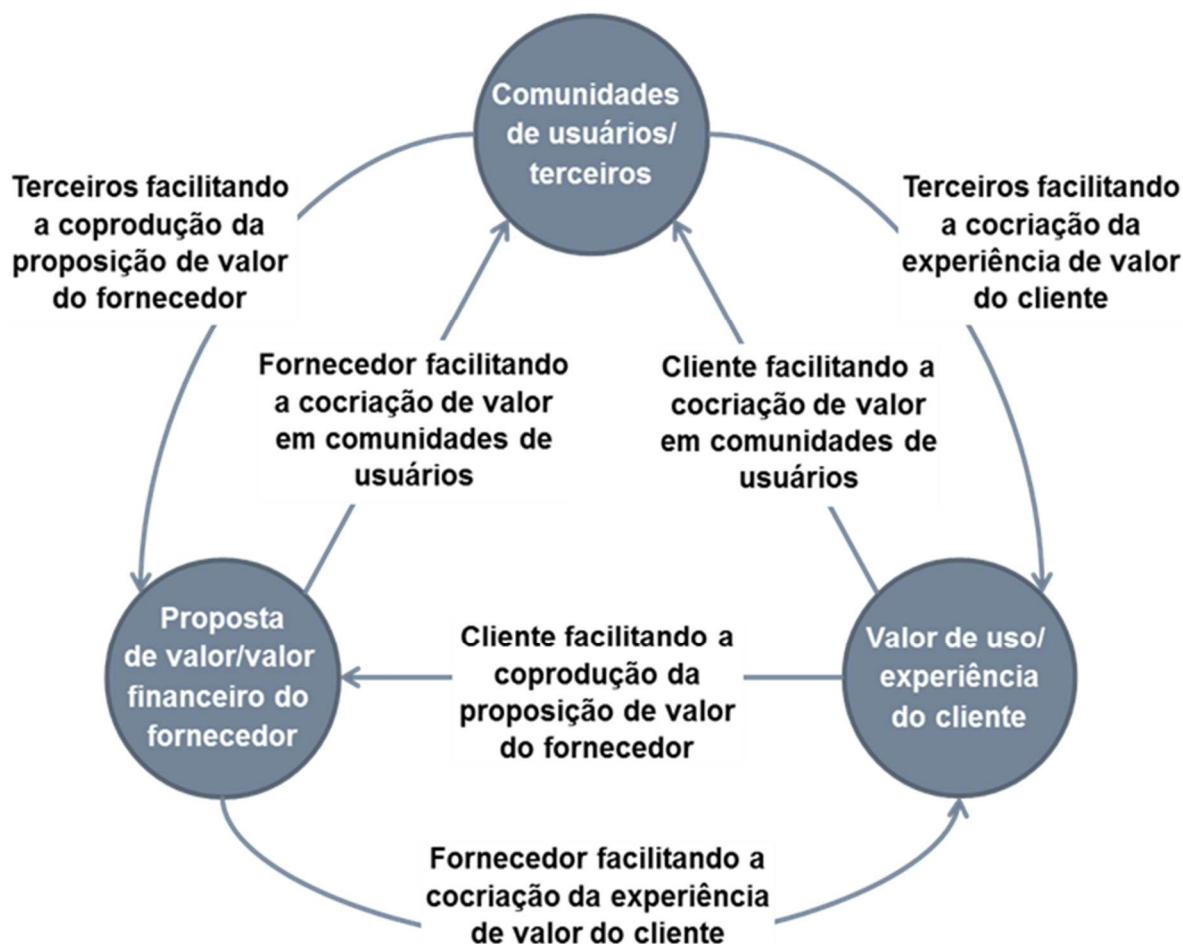 Comunidades
de usuários/
terceiros
Terceiros facilitando
a coprodução da
proposição de valor
do fornecedor
Terceiros facilitando
a cocriação da
experiência de valor
do cliente
Fornecedor facilitando
a cocriação de valor
em comunidades de
usuários
Cliente facilitando a
cocriação de valor
em comunidades de
usuários
Proposta
de valor/valor
financeiro do
fornecedor
Cliente facilitando a
coprodução da
proposição de valor
do fornecedor
Valor de uso/
experiência
do cliente
Fornecedor facilitando a
cocriação da experiência
de valor do cliente